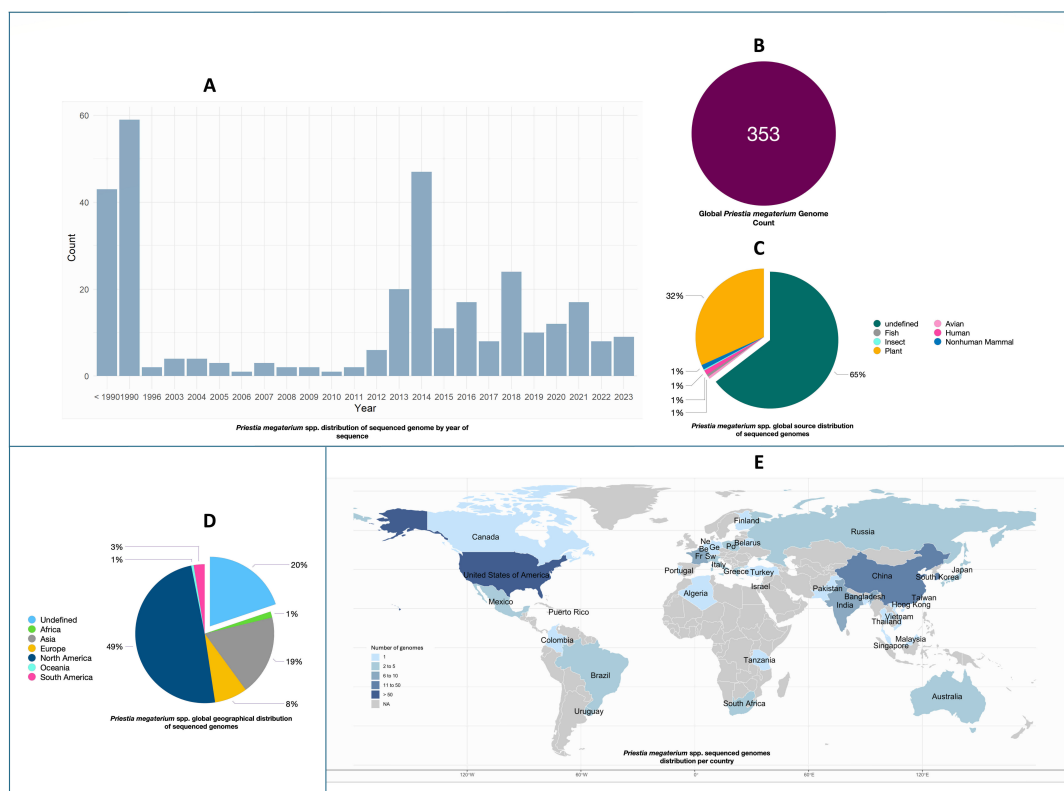 A
60
40
20
0
Count
< 1990 1990 1996 2003 2004 2005 2006 2007 2008 2009 2010 2011 2012 2013 2014 2015 2016 2017 2018 2019 2020 2021 2022 2023
Year
Priestia megaterium spp. distribution of sequenced genome by year of
sequence
B
353
Global Priestia megaterium Genome
Count
C
32%
1%
1%
1%
1%
65%
undefined
Fish
Insect
Plant
Avian
Human
Nonhuman Mammal
Priestia megaterium spp. global source distribution
of sequenced genomes
D
3%
1%
20%
1%
49%
19%
8%
Undefined
Africa
Asia
Europe
North America
Oceania
South America
Priestia megaterium spp. global geographical distribution
of sequenced genomes
E
Canada
United States of America
Mexico
Puerto Rico
Colombia
Brazil
Uruguay
Finland
Russia
Ne
Be Ge Po Belarus
Fr Sw
Italy
Portugal
Greece Turkey
Israel
Algeria
Tanzania
South Africa
China
Japan
South Korea
Pakistan
Bangladesh
India
Taiwan
Hong Kong
Vietnam
Thailand
Malaysia
Singapore
Australia
Number of genomes
1
2 to 5
6 to 10
11 to 50
> 50
NA
Priestia megaterium spp. sequenced genomes
distribution per country
120°W 60°W 0° 60°E 120°E